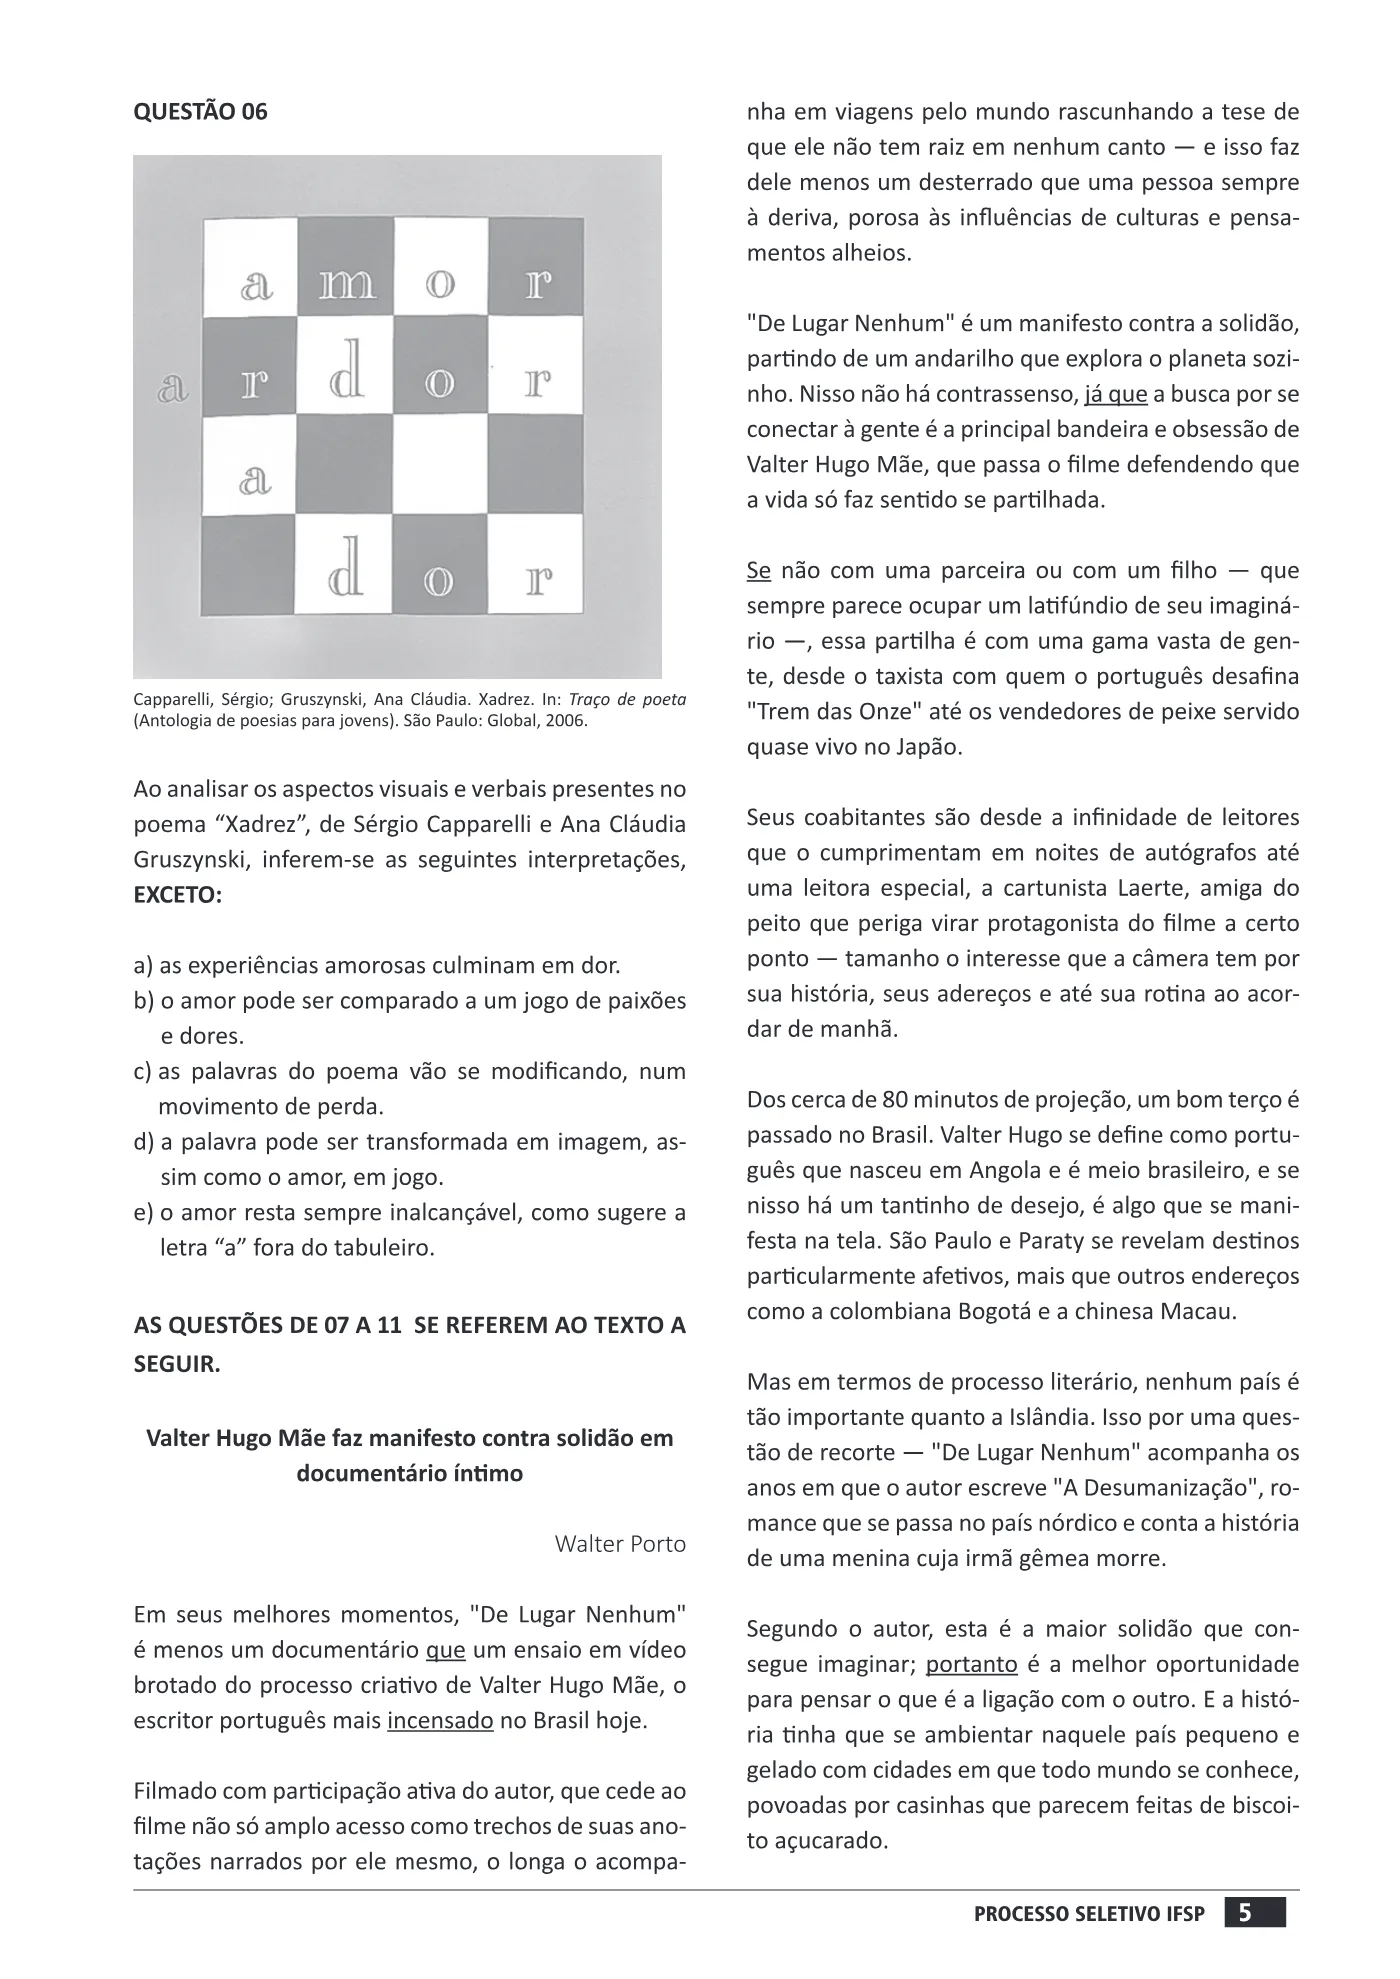 QUESTÃO 06
a m o r
a r d o r
a
d o r
Capparelli, Sérgio; Gruszynski, Ana Cláudia. Xadrez. In: Traço de poeta
(Antologia de poesias para jovens). São Paulo: Global, 2006.
Ao analisar os aspectos visuais e verbais presentes no
poema “Xadrez”, de Sérgio Capparelli e Ana Cláudia
Gruszynski, inferem-se as seguintes interpretações,
EXCETO:
a) as experiências amorosas culminam em dor.
b) o amor pode ser comparado a um jogo de paixões
e dores.
c) as palavras do poema vão se modificando, num
movimento de perda.
d) a palavra pode ser transformada em imagem, as-
sim como o amor, em jogo.
e) o amor resta sempre inalcançável, como sugere a
letra “a” fora do tabuleiro.
AS QUESTÕES DE 07 A 11 SE REFEREM AO TEXTO A
SEGUIR.
Valter Hugo Mãe faz manifesto contra solidão em
documentário íntimo
Walter Porto
Em seus melhores momentos, "De Lugar Nenhum"
é menos um documentário que um ensaio em vídeo
brotado do processo criativo de Valter Hugo Mãe, o
escritor português mais incensado no Brasil hoje.
Filmado com participação ativa do autor, que cede ao
filme não só amplo acesso como trechos de suas ano-
tações narrados por ele mesmo, o longa o acompa-
nha em viagens pelo mundo rascunhando a tese de
que ele não tem raiz em nenhum canto — e isso faz
dele menos um desterrado que uma pessoa sempre
à deriva, porosa às influências de culturas e pensa-
mentos alheios.
"De Lugar Nenhum" é um manifesto contra a solidão,
partindo de um andarilho que explora o planeta sozi-
nho. Nisso não há contrassenso, já que a busca por se
conectar à gente é a principal bandeira e obsessão de
Valter Hugo Mãe, que passa o filme defendendo que
a vida só faz sentido se partilhada.
Se não com uma parceira ou com um filho — que
sempre parece ocupar um latifúndio de seu imaginá-
rio —, essa partilha é com uma gama vasta de gen-
te, desde o taxista com quem o português desafina
"Trem das Onze" até os vendedores de peixe servido
quase vivo no Japão.
Seus coabitantes são desde a infinidade de leitores
que o cumprimentam em noites de autógrafos até
uma leitora especial, a cartunista Laerte, amiga do
peito que periga virar protagonista do filme a certo
ponto — tamanho o interesse que a câmera tem por
sua história, seus adereços e até sua rotina ao acor-
dar de manhã.
Dos cerca de 80 minutos de projeção, um bom terço é
passado no Brasil. Valter Hugo se define como portu-
guês que nasceu em Angola e é meio brasileiro, e se
nisso há um tantinho de desejo, é algo que se mani-
festa na tela. São Paulo e Paraty se revelam destinos
particularmente afetivos, mais que outros endereços
como a colombiana Bogotá e a chinesa Macau.
Mas em termos de processo literário, nenhum país é
tão importante quanto a Islândia. Isso por uma ques-
tão de recorte — "De Lugar Nenhum" acompanha os
anos em que o autor escreve "A Desumanização", ro-
mance que se passa no país nórdico e conta a história
de uma menina cuja irmã gêmea morre.
Segundo o autor, esta é a maior solidão que con-
segue imaginar; portanto é a melhor oportunidade
para pensar o que é a ligação com o outro. E a histó-
ria tinha que se ambientar naquele país pequeno e
gelado com cidades em que todo mundo se conhece,
povoadas por casinhas que parecem feitas de biscoi-
to açucarado.
PROCESSO SELETIVO IFSP 5